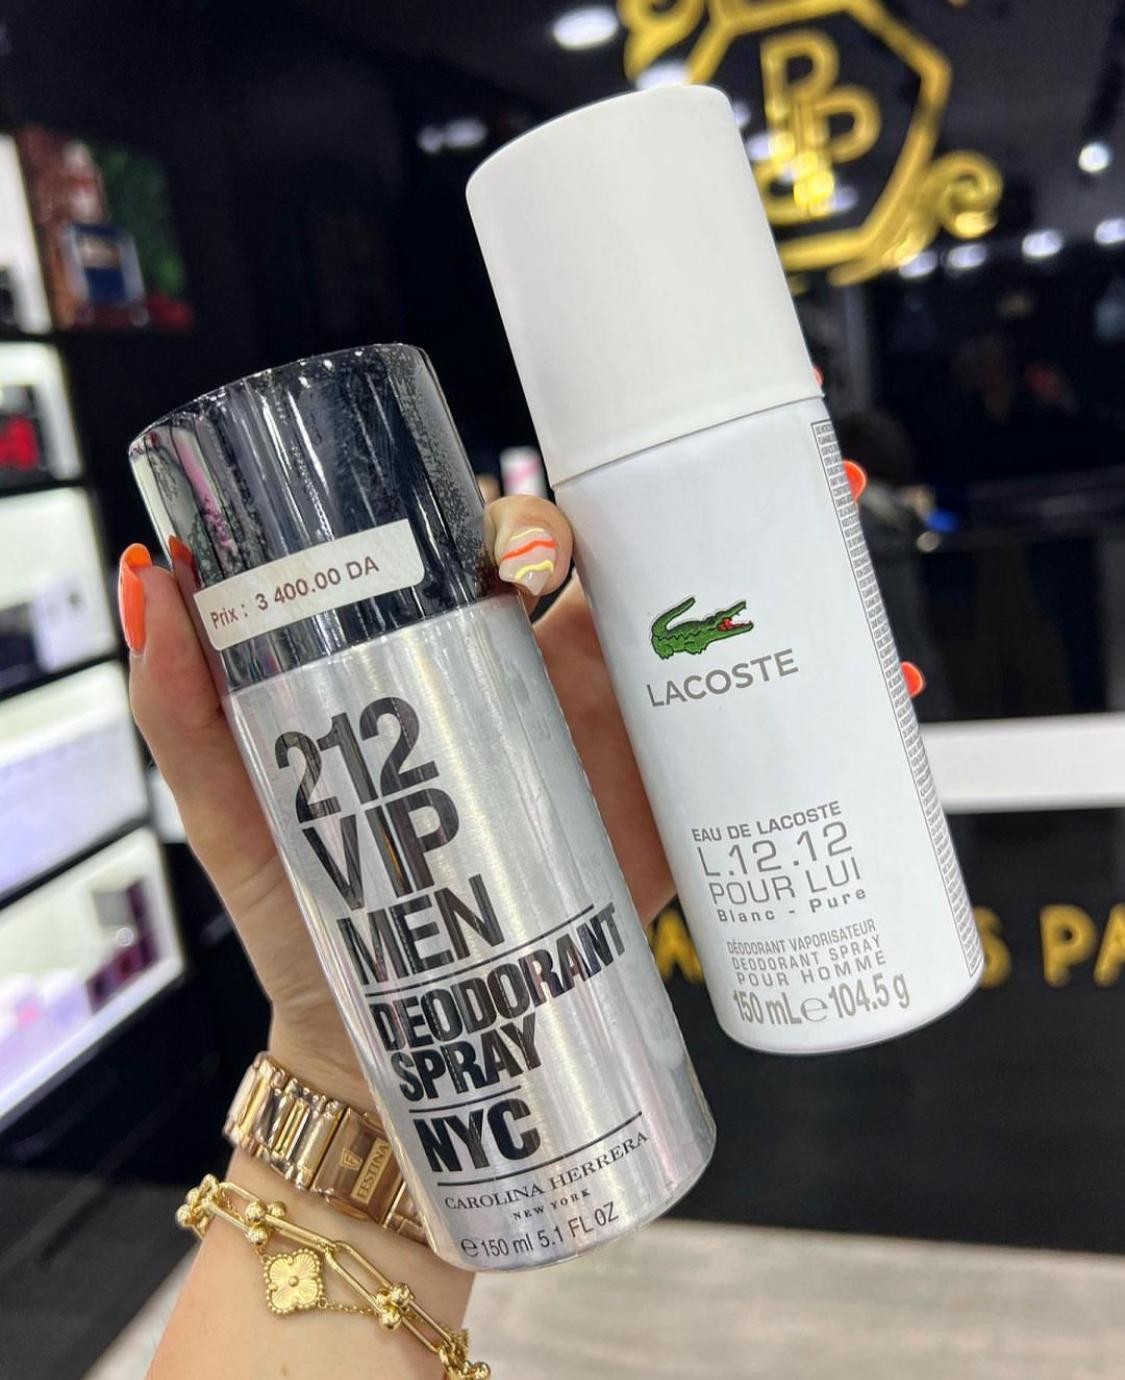 Prix : 3 400.00 DA
212
VIP
MEN
DEODORANT
SPRAY
NYC
CAROLINA HERRERA
NEW YORK
℮ 150 ml 5.1 FL OZ
FESTINA
LACOSTE
EAU DE LACOSTE
L.12.12
POUR LUI
Blanc - Pure
DÉODORANT VAPORISATEUR
DEODORANT SPRAY
POUR HOMME
150 mL ℮ 104.5 g